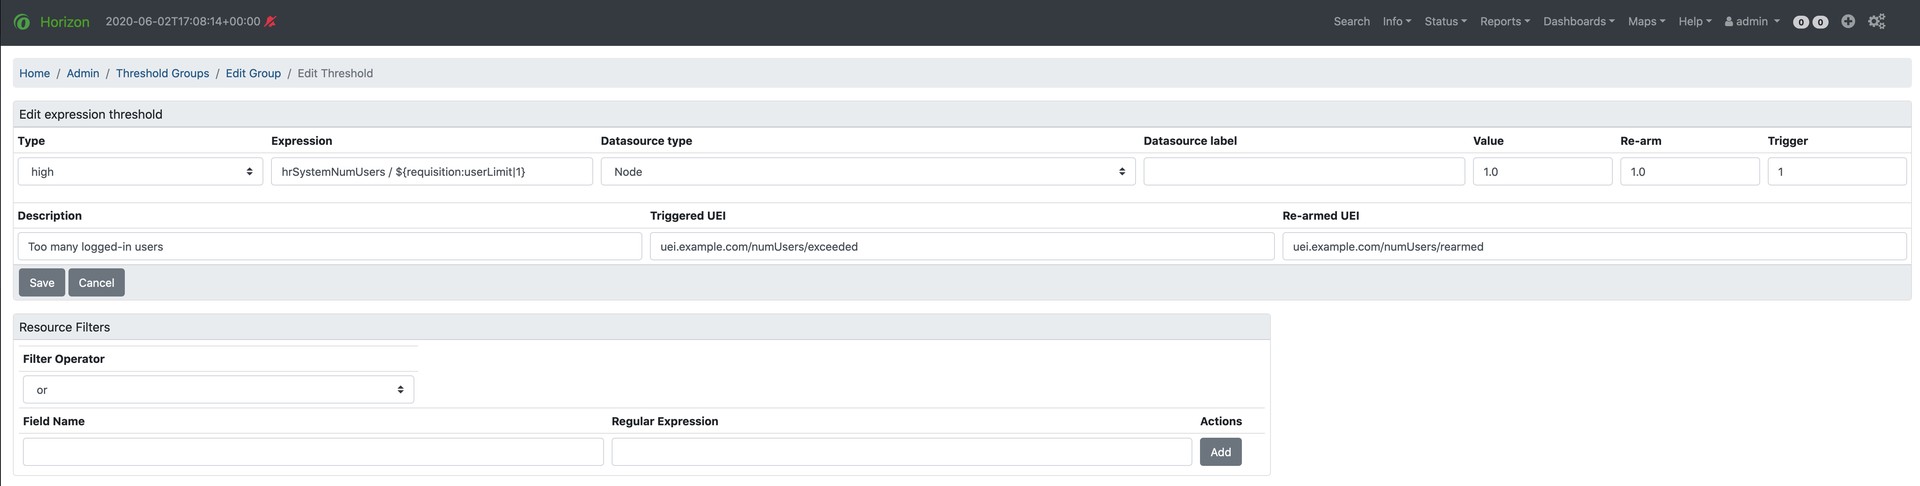 Horizon 2020-06-02T17:08:14+00:00 Search Info Status Reports Dashboards Maps Help admin 0 0
Home / Admin / Threshold Groups / Edit Group / Edit Threshold
Edit expression threshold
Type Expression Datasource type Datasource label Value Re-arm Trigger
high hrSystemNumUsers / ${requisition:userLimit|1} Node 1.0 1.0 1
Description Triggered UEI Re-armed UEI
Too many logged-in users uei.example.com/numUsers/exceeded uei.example.com/numUsers/rearmed
Save Cancel
Resource Filters
Filter Operator
or
Field Name Regular Expression Actions
Add